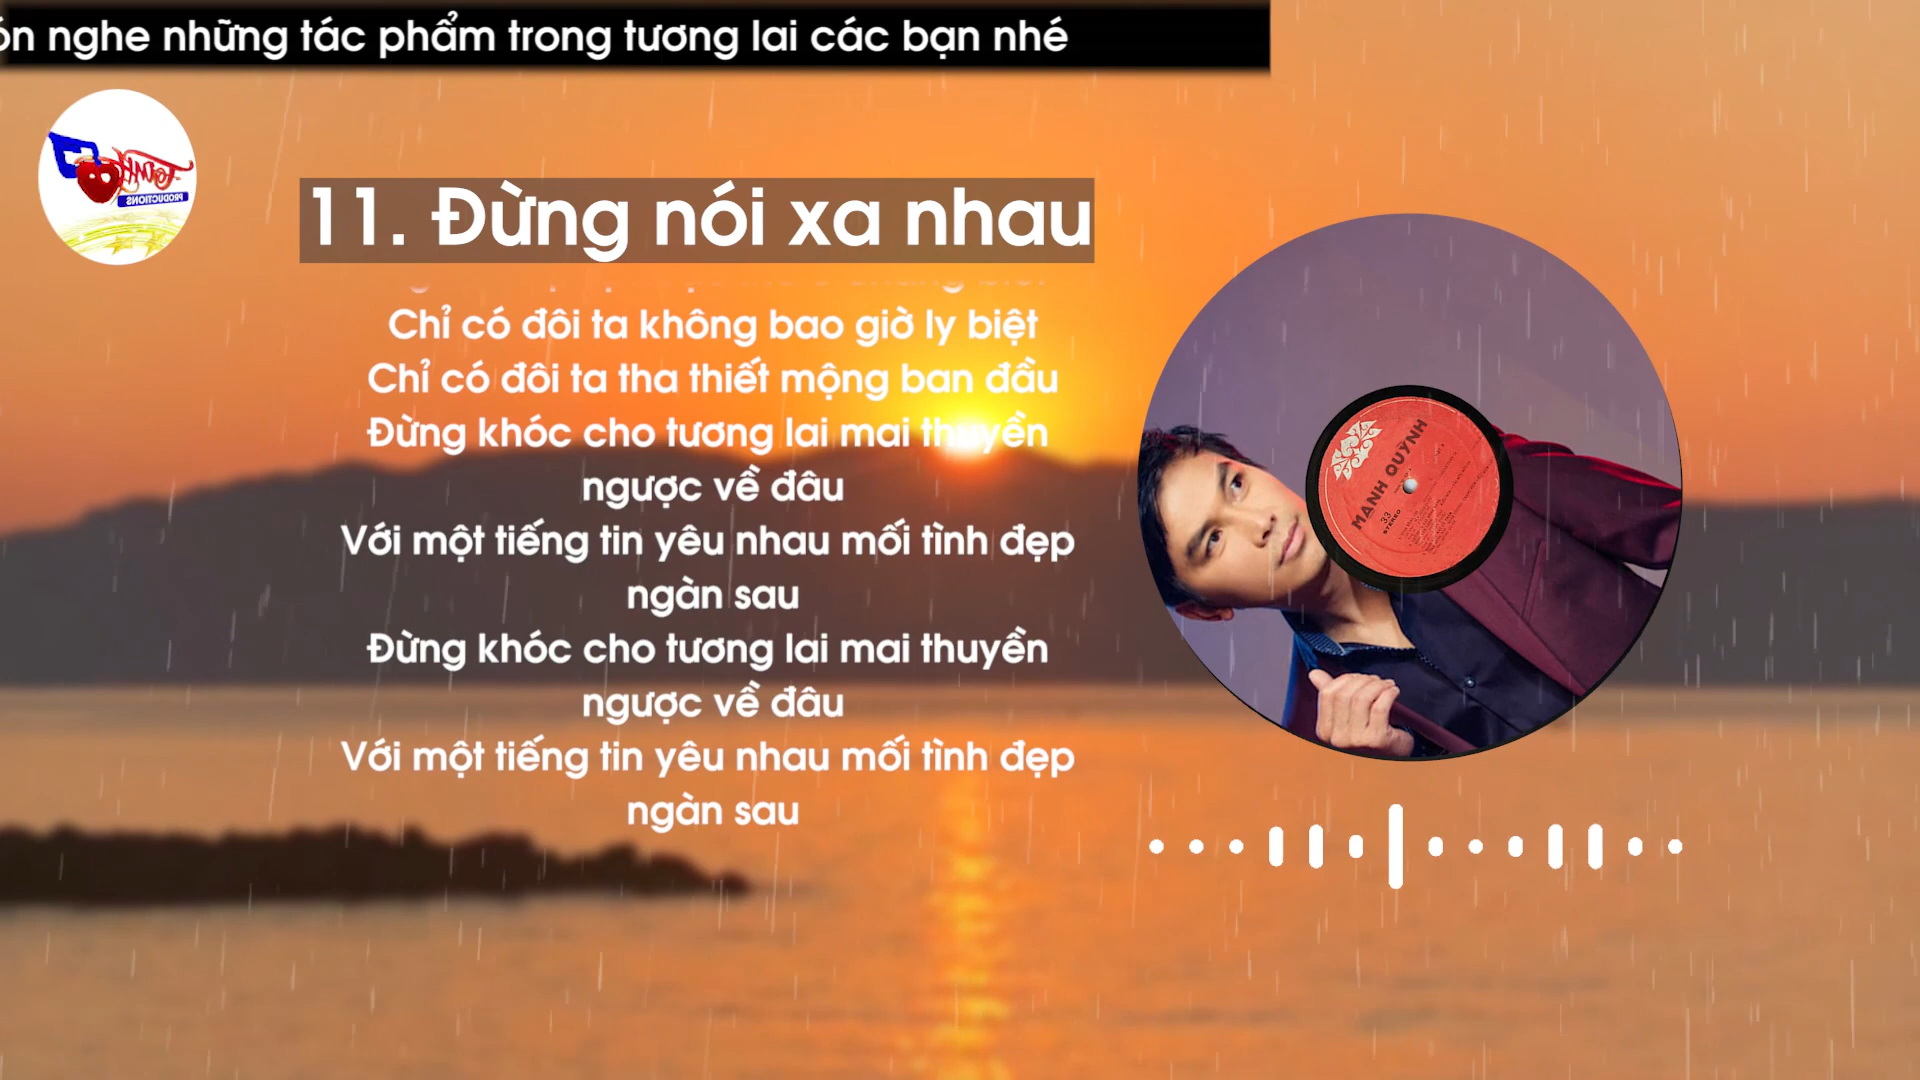 nghe những tác phẩm trong tương lai các bạn nhé
PRODUCTIONS
11. Đừng nói xa nhau
Chỉ có đôi ta không bao giờ ly biệt
Chỉ có đôi ta tha thiết mộng ban đầu
Đừng khóc cho tương lai mai thuyền
ngược về đâu
Với một tiếng tin yêu nhau mối tình đẹp
ngàn sau
Đừng khóc cho tương lai mai thuyền
ngược về đâu
Với một tiếng tin yêu nhau mối tình đẹp
ngàn sau
MẠNH QUỲNH
33
STEREO